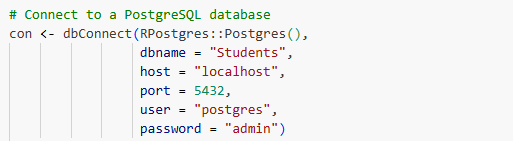 # Connect to a PostgreSQL database
con <- dbConnect(RPostgres::Postgres(),
dbname = "Students",
host = "localhost",
port = 5432,
user = "postgres",
password = "admin")